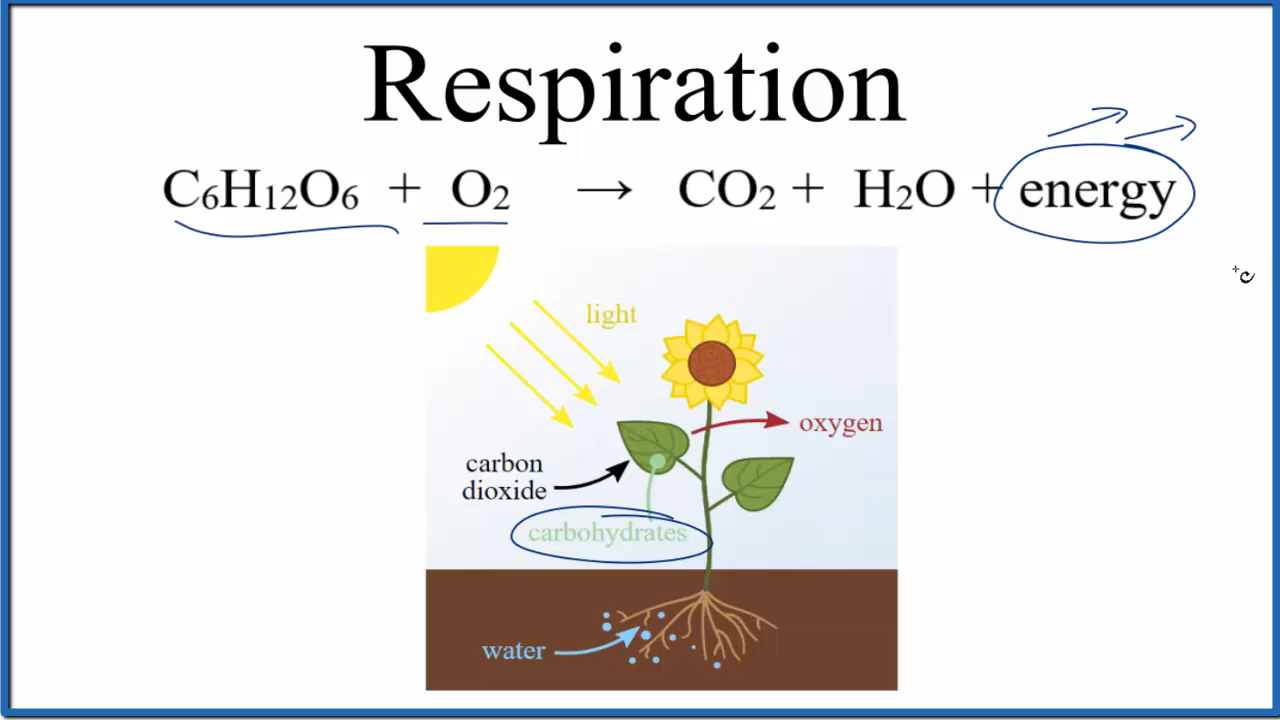 Respiration
C6H12O6 + O2 → CO2 + H2O + energy
light
oxygen
carbon
dioxide
carbohydrates
water